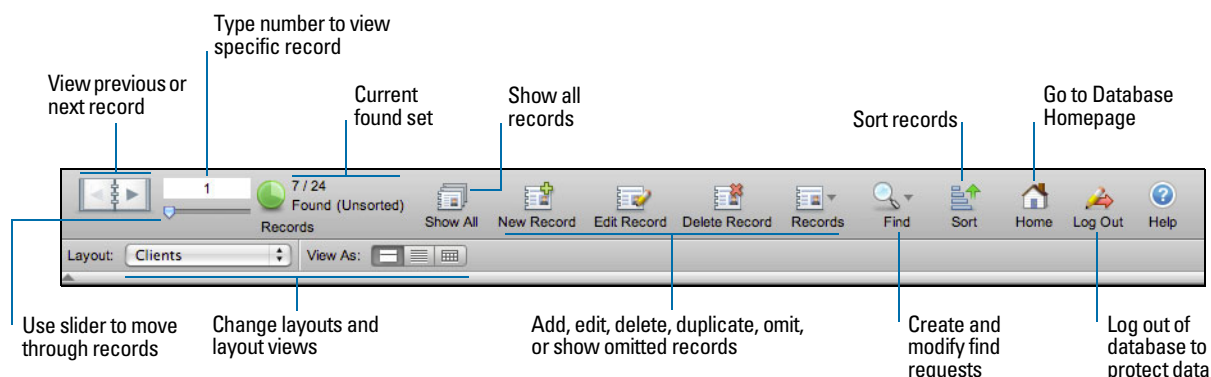 Type number to view
specific record
View previous or
next record
Current
found set
Show all
records
Sort records
Go to Database
Homepage
1
7 / 24
Found (Unsorted)
Records
Show All
New Record
Edit Record
Delete Record
Records
Find
Sort
Home
Log Out
Help
Layout: Clients
View As:
Use slider to move
through records
Change layouts and
layout views
Add, edit, delete, duplicate, omit,
or show omitted records
Create and
modify find
requests
Log out of
database to
protect data